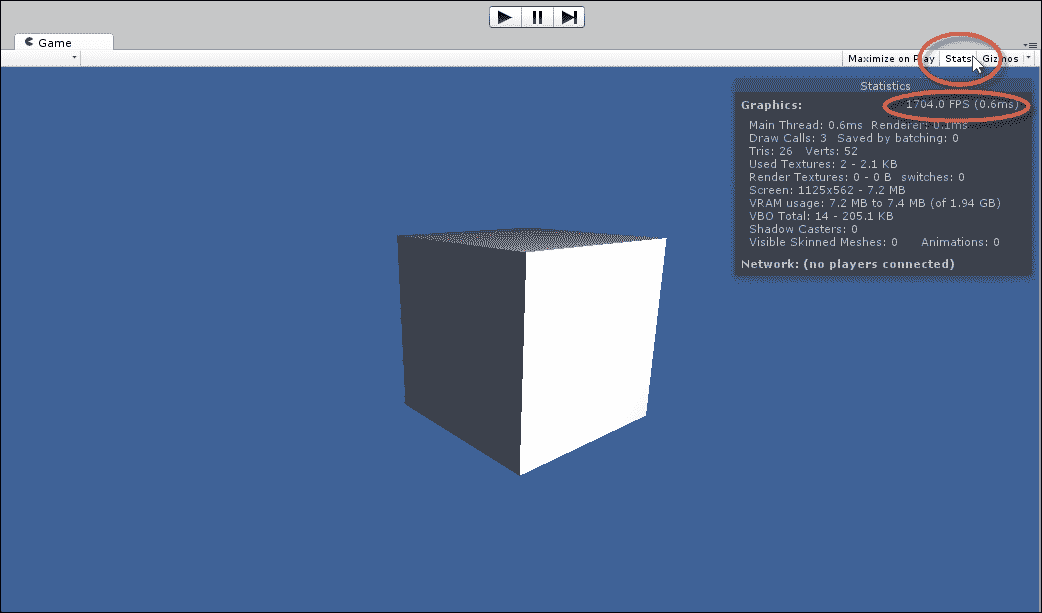 Game
Maximize on Play Stats Gizmos
Statistics
Graphics: 1704.0 FPS (0.6ms)
Main Thread: 0.6ms Renderer: 0.1ms
Draw Calls: 3 Saved by batching: 0
Tris: 26 Verts: 52
Used Textures: 2 - 2.1 KB
Render Textures: 0 - 0 B switches: 0
Screen: 1125x562 - 7.2 MB
VRAM usage: 7.2 MB to 7.4 MB (of 1.94 GB)
VBO Total: 14 - 205.1 KB
Shadow Casters: 0
Visible Skinned Meshes: 0 Animations: 0
Network: (no players connected)